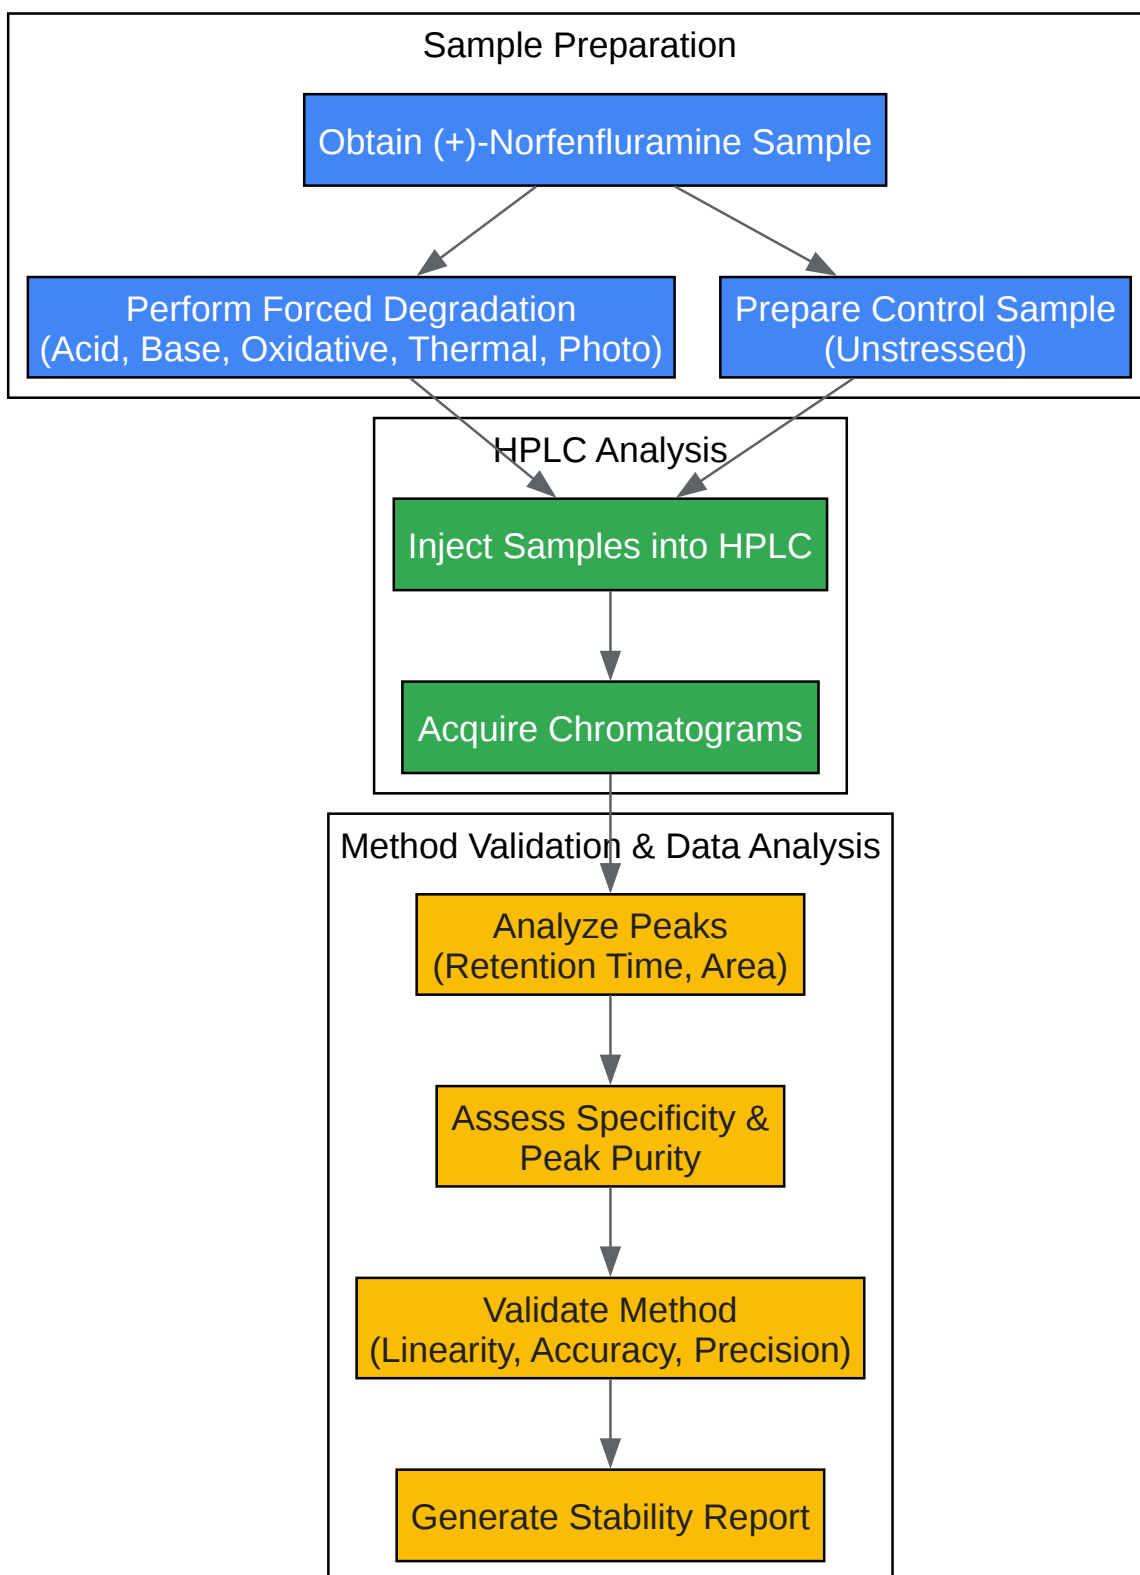 Sample Preparation
Obtain (+)-Norfenfluramine Sample
Perform Forced Degradation
(Acid, Base, Oxidative, Thermal, Photo)
Prepare Control Sample
(Unstressed)
HPLC Analysis
Inject Samples into HPLC
Acquire Chromatograms
Method Validation & Data Analysis
Analyze Peaks
(Retention Time, Area)
Assess Specificity &
Peak Purity
Validate Method
(Linearity, Accuracy, Precision)
Generate Stability Report